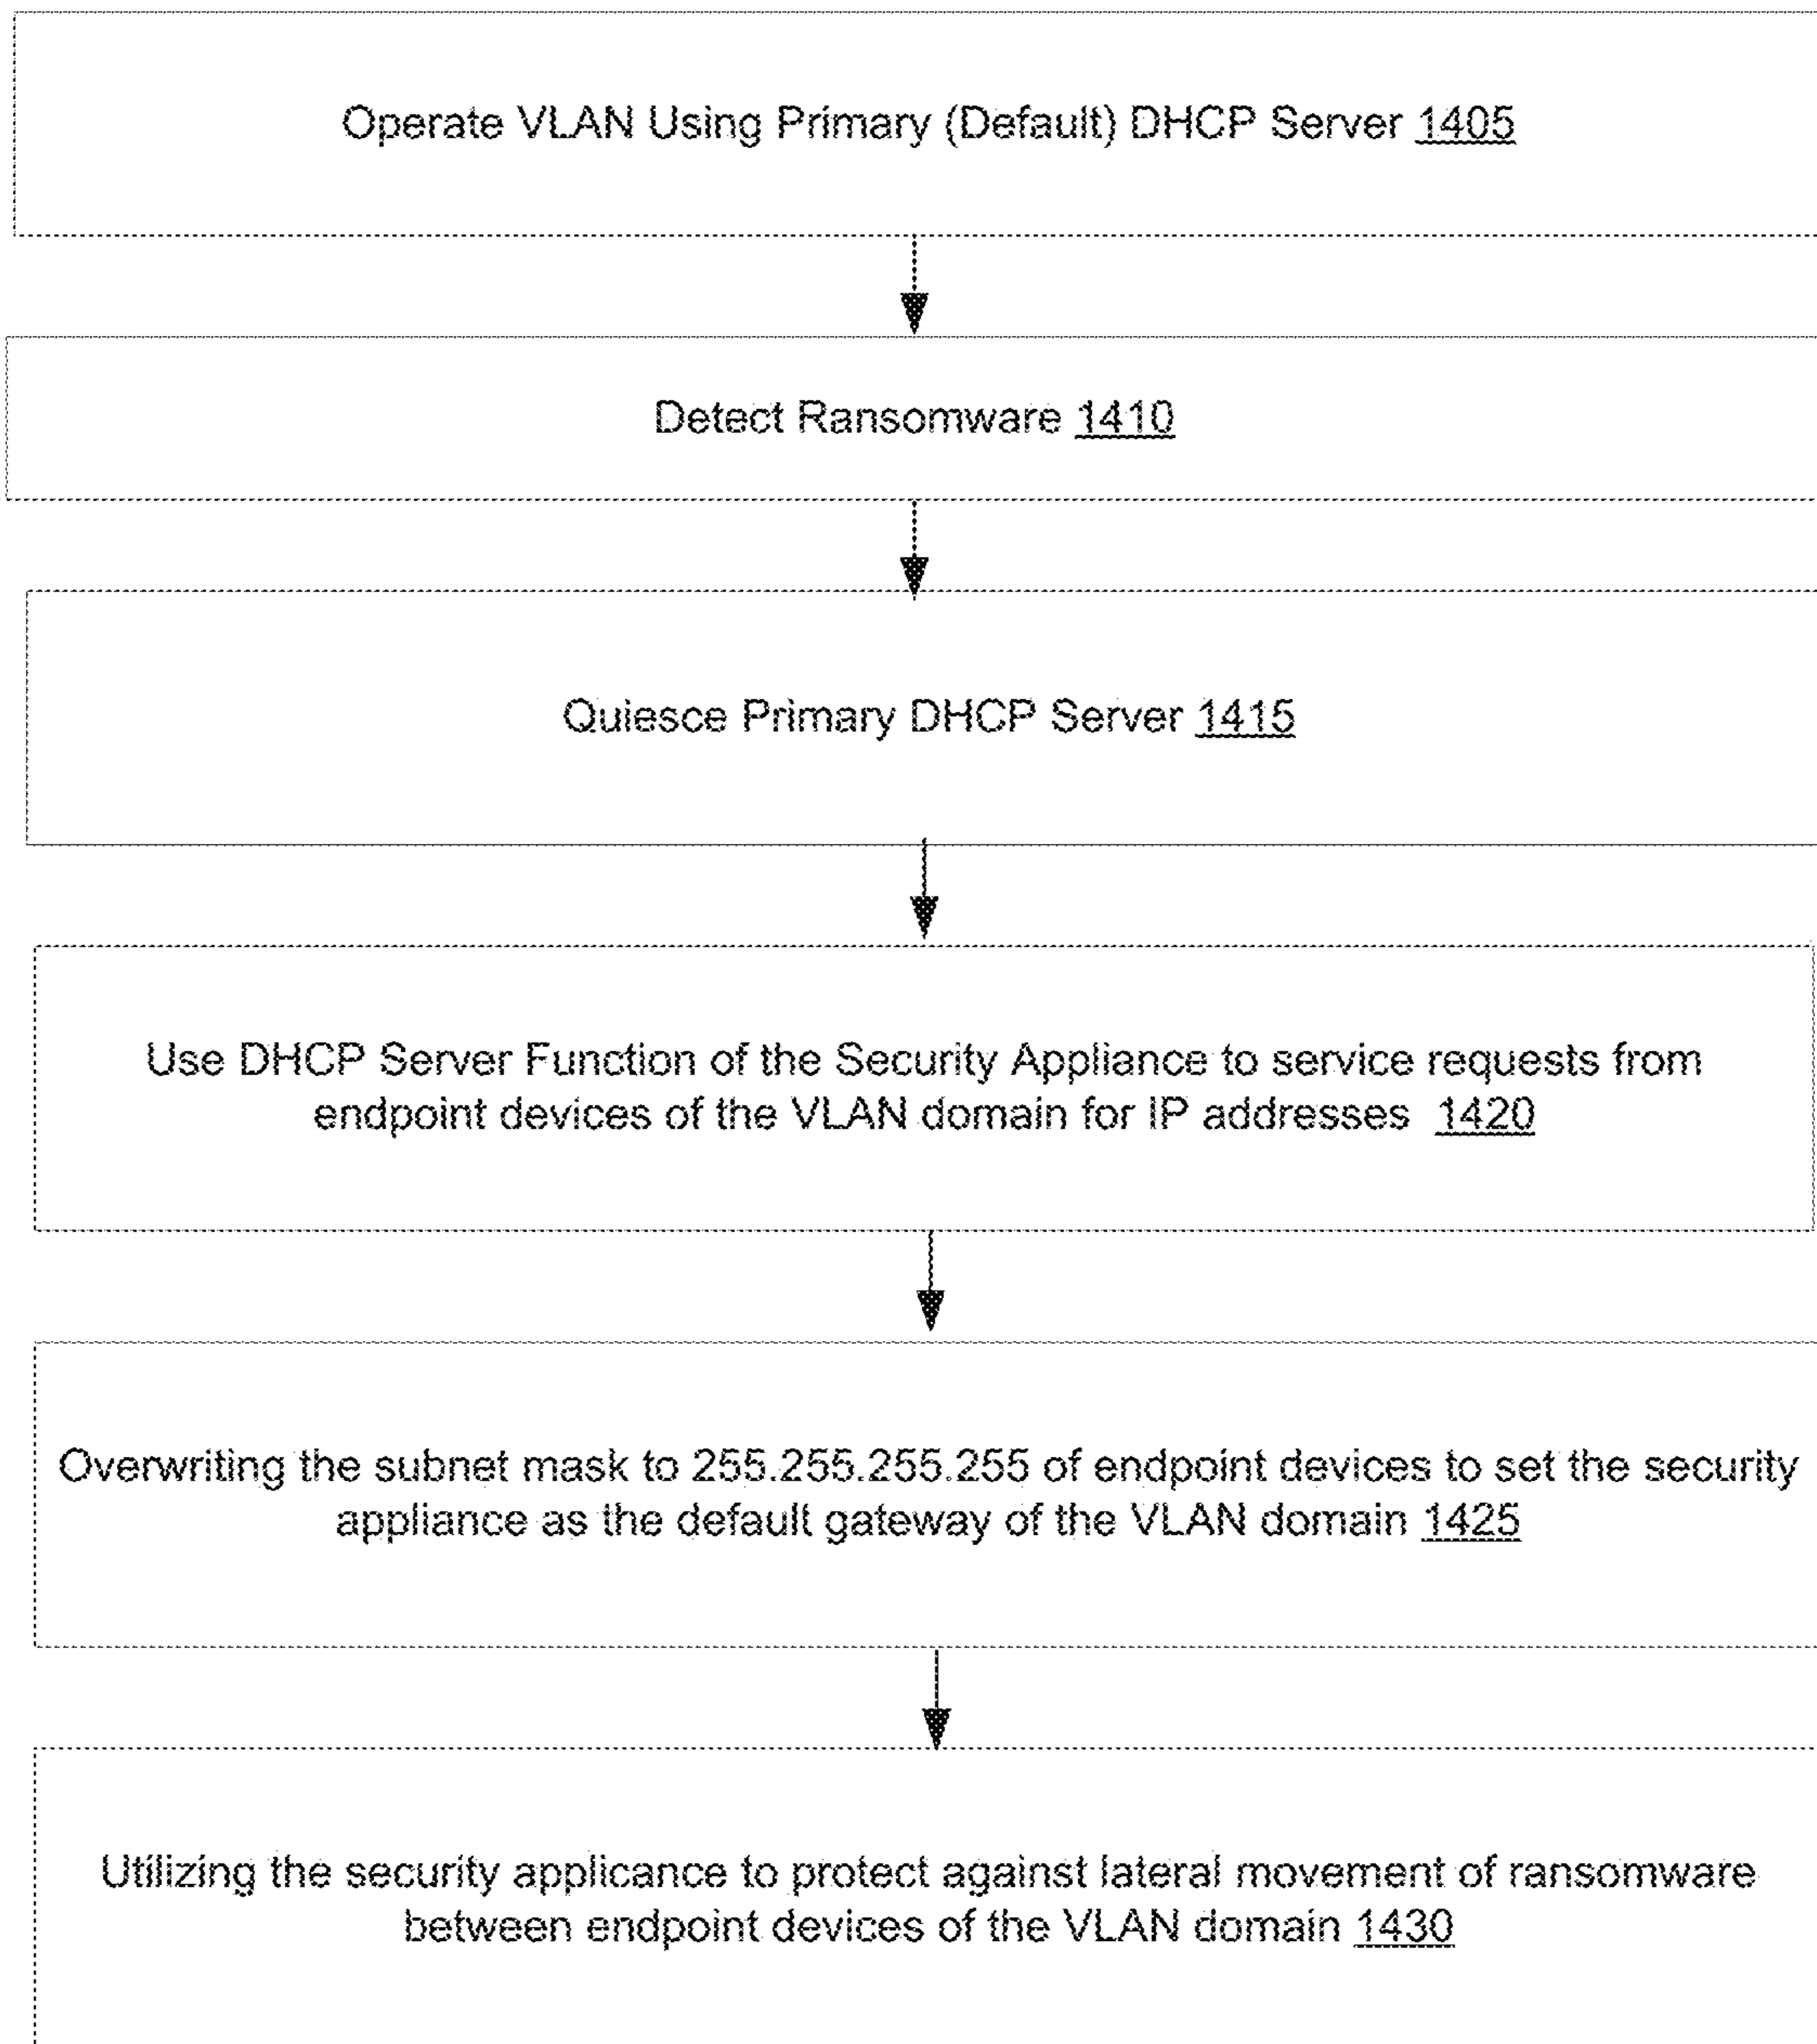 Operate VLAN Using Primary (Default) DHCP Server 1405
Detect Ransomware 1410
Quiesce Primary DHCP Server 1415
Use DHCP Server Function of the Security Appliance to service requests from
endpoint devices of the VLAN domain for IP addresses 1420
Overwriting the subnet mask to 255.255.255.255 of endpoint devices to set the security
appliance as the default gateway of the VLAN domain 1425
Utilizing the security applicance to protect against lateral movement of ransomware
between endpoint devices of the VLAN domain 1430